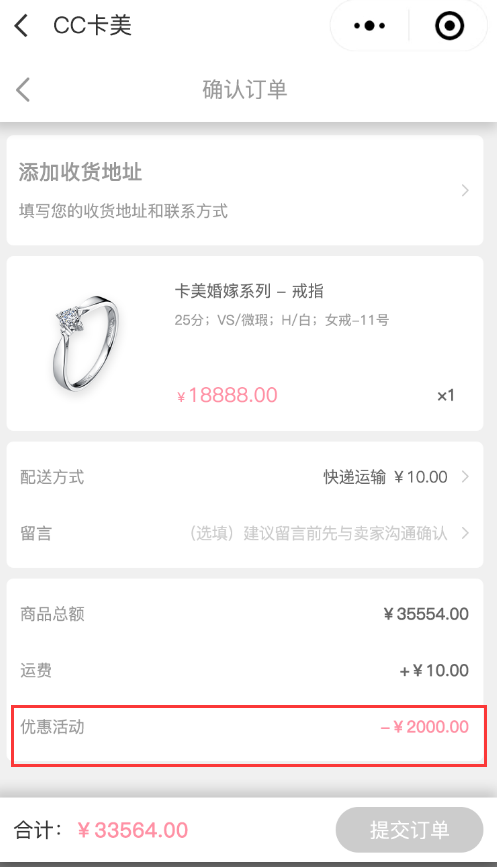 CC卡美
确认订单
添加收货地址
填写您的收货地址和联系方式
卡美婚嫁系列 – 戒指
25分；VS/微瑕；H/白；女戒-11号
￥18888.00 ×1
配送方式 快递运输 ￥10.00
留言 （选填）建议留言前先与卖家沟通确认
商品总额 ￥35554.00
运费 +￥10.00
优惠活动 -￥2000.00
合计：￥33564.00 提交订单